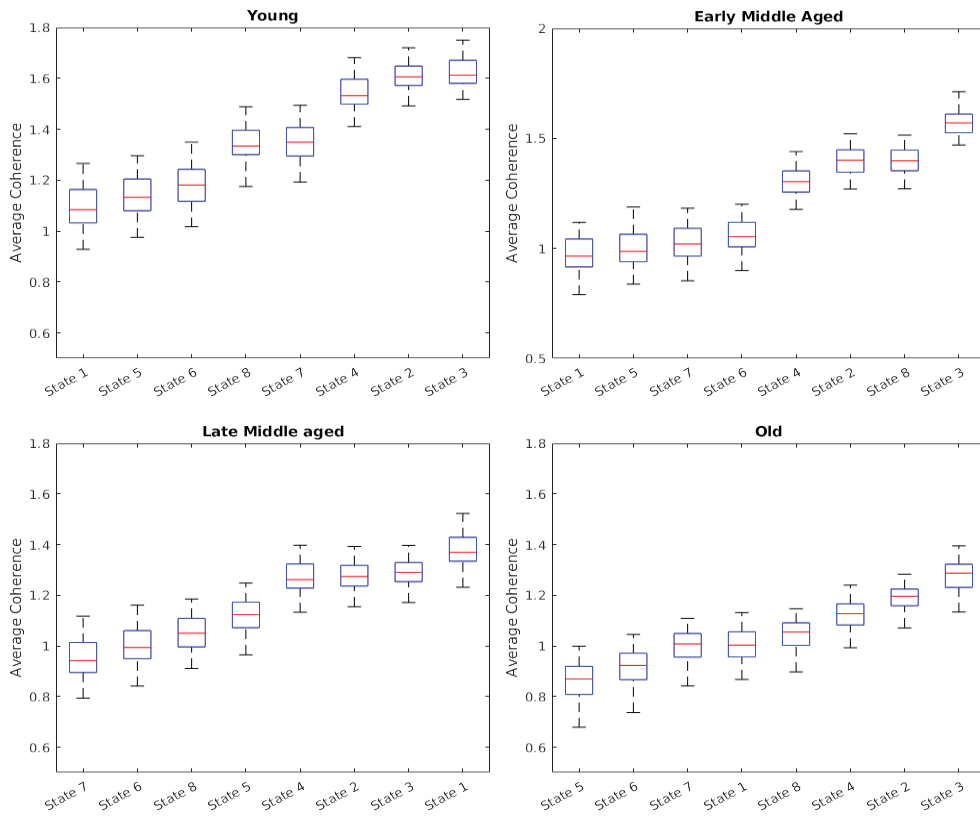 Young
1.8
1.6
1.4
1.2
1
0.8
0.6
Average Coherence
State 1 State 5 State 6 State 8 State 7 State 4 State 2 State 3
Early Middle Aged
2
1.5
1
0.5
Average Coherence
State 1 State 5 State 7 State 6 State 4 State 2 State 8 State 3
Late Middle aged
1.8
1.6
1.4
1.2
1
0.8
0.6
Average Coherence
State 7 State 6 State 8 State 5 State 4 State 2 State 3 State 1
Old
1.8
1.6
1.4
1.2
1
0.8
0.6
Average Coherence
State 5 State 6 State 7 State 1 State 8 State 4 State 2 State 3